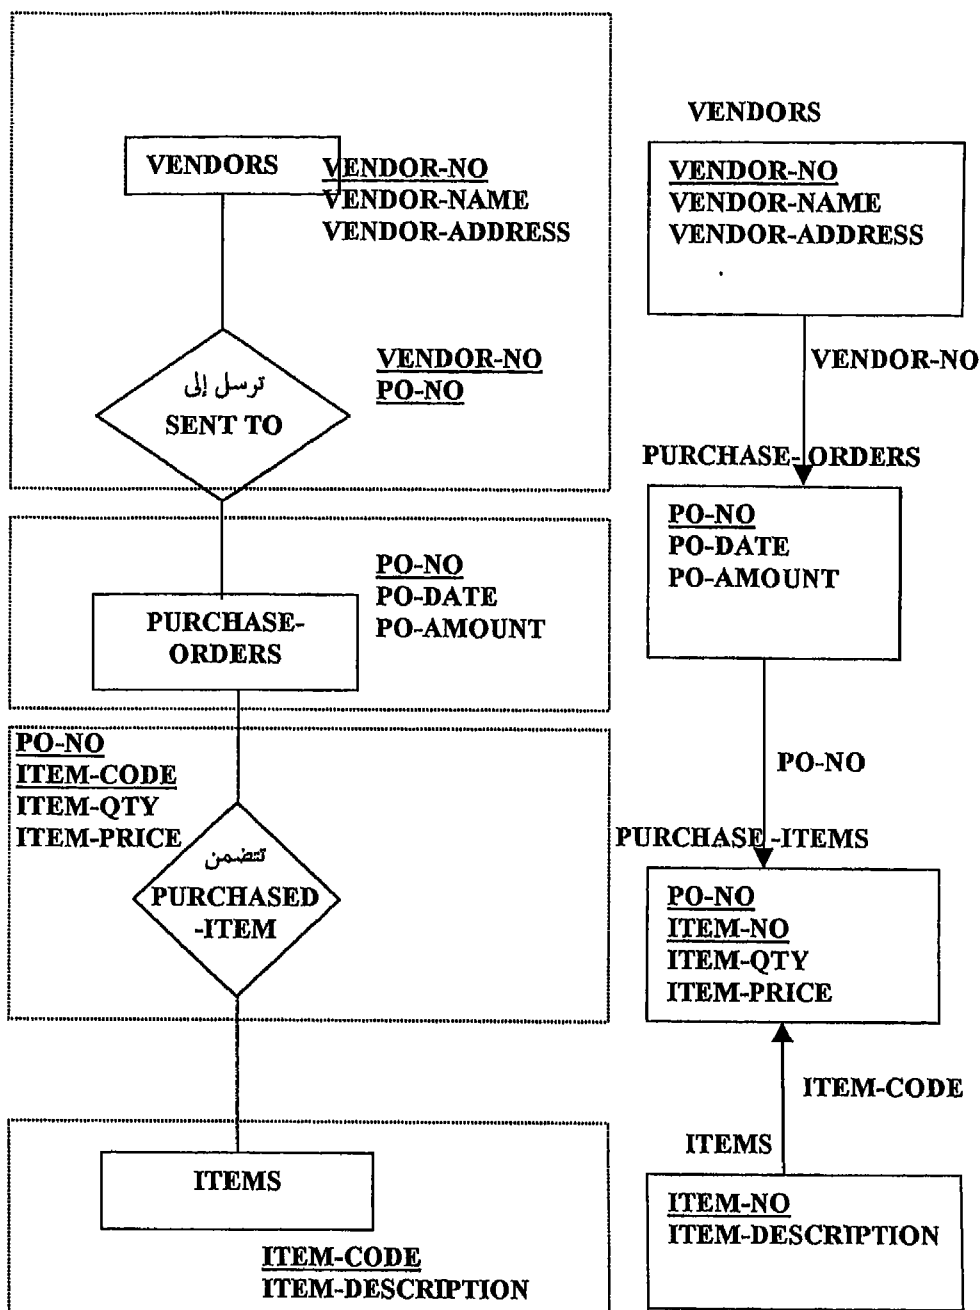 VENDORS
VENDOR-NO
VENDOR-NAME
VENDOR-ADDRESS
ترسل إلى
SENT TO
VENDOR-NO
PO-NO
PO-NO
PO-DATE
PO-AMOUNT
PURCHASE-
ORDERS
PO-NO
ITEM-CODE
ITEM-QTY
ITEM-PRICE
تتضمن
PURCHASED
-ITEM
ITEMS
ITEM-CODE
ITEM-DESCRIPTION
VENDORS
VENDOR-NO
VENDOR-NAME
VENDOR-ADDRESS
VENDOR-NO
PURCHASE- ORDERS
PO-NO
PO-DATE
PO-AMOUNT
PO-NO
PURCHASE -ITEMS
PO-NO
ITEM-NO
ITEM-QTY
ITEM-PRICE
ITEM-CODE
ITEMS
ITEM-NO
ITEM-DESCRIPTION